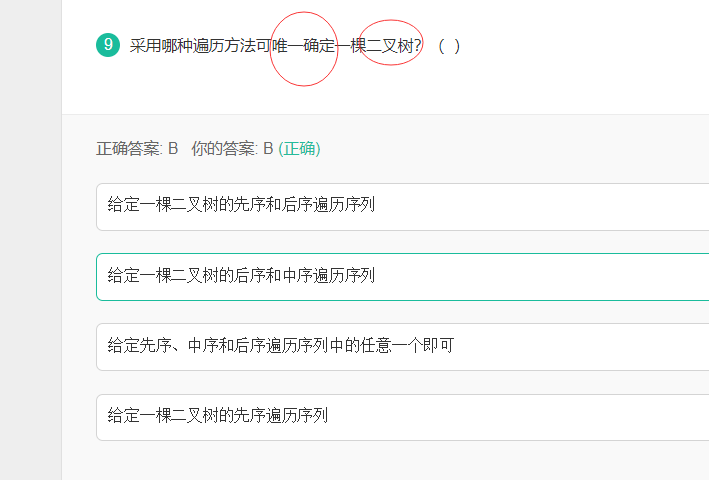 9 采用哪种遍历方法可唯一确定一棵二叉树？（ ）
正确答案: B 你的答案: B (正确)
给定一棵二叉树的先序和后序遍历序列
给定一棵二叉树的后序和中序遍历序列
给定先序、中序和后序遍历序列中的任意一个即可
给定一棵二叉树的先序遍历序列